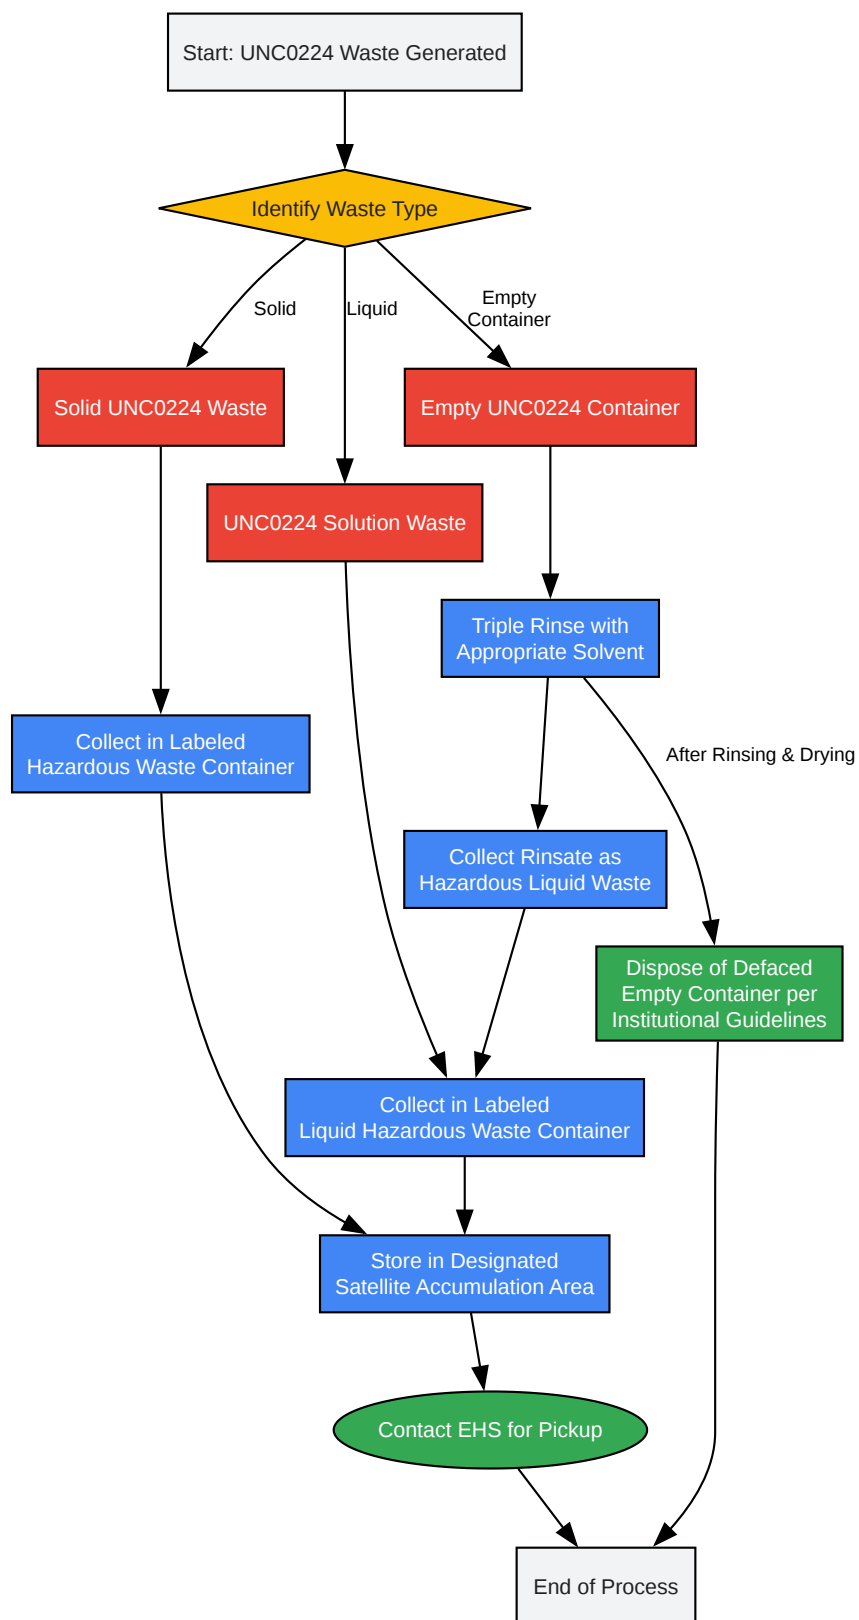 Start: UNC0224 Waste Generated
Identify Waste Type
Solid
Liquid
Empty
Container
Solid UNC0224 Waste
Empty UNC0224 Container
UNC0224 Solution Waste
Triple Rinse with
Appropriate Solvent
Collect in Labeled
Hazardous Waste Container
After Rinsing & Drying
Collect Rinsate as
Hazardous Liquid Waste
Dispose of Defaced
Empty Container per
Institutional Guidelines
Collect in Labeled
Liquid Hazardous Waste Container
Store in Designated
Satellite Accumulation Area
Contact EHS for Pickup
End of Process